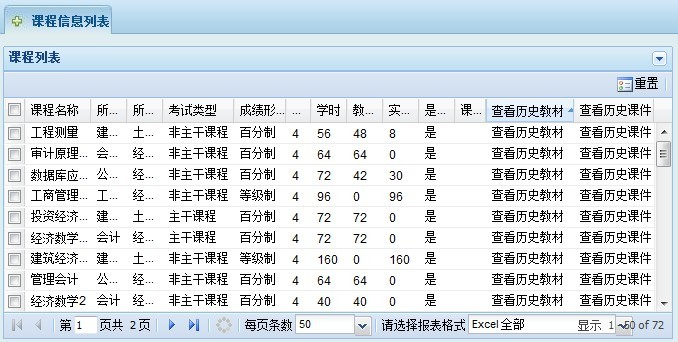 课程信息列表
课程列表
重置
课程名称 所... 所... 考试类型 成绩形... ... 学时 教... 实... 是... 课... 查看历史教材 查看历史课件
工程测量 建... 土... 非主干课程 百分制 4 56 48 8 是 查看历史教材 查看历史课件
审计原理... 会... 经... 非主干课程 百分制 4 64 64 0 是 查看历史教材 查看历史课件
数据库应... 公... 经... 非主干课程 百分制 4 72 42 30 是 查看历史教材 查看历史课件
工商管理... 工... 经... 非主干课程 等级制 4 96 0 96 是 查看历史教材 查看历史课件
投资经济... 建... 土... 主干课程 百分制 4 72 72 0 是 查看历史教材 查看历史课件
经济数学... 会计 经... 主干课程 百分制 4 72 72 0 是 查看历史教材 查看历史课件
建筑经济... 建... 土... 非主干课程 等级制 4 160 0 160 是 查看历史教材 查看历史课件
管理会计 公... 经... 非主干课程 百分制 4 64 64 0 是 查看历史教材 查看历史课件
经济数学2 会计 经... 非主干课程 百分制 4 40 40 0 是 查看历史教材 查看历史课件
第 1 页共 2 页 每页条数 50 请选择报表格式 Excel全部 显示 1 - 50 of 72